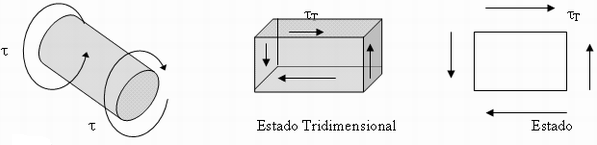 τ
τ
τT
Estado Tridimensional
τT
Estado